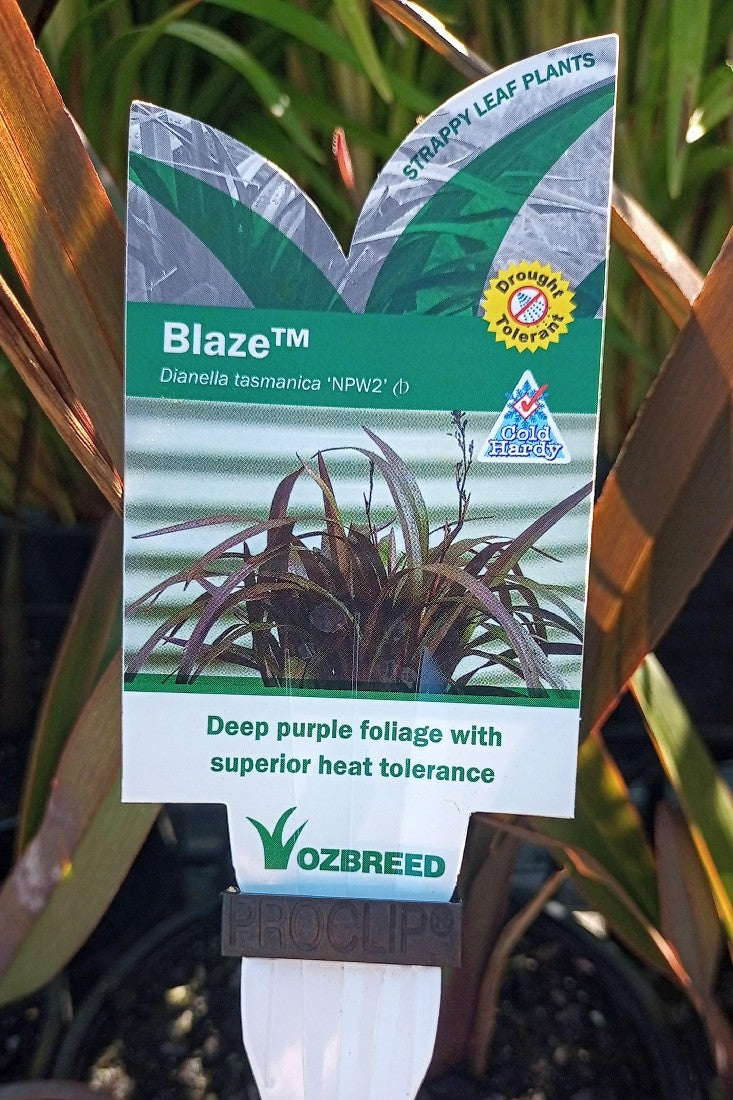 STRAPPY LEAF PLANTS
Drought
Tolerant
Blaze™
Dianella tasmanica 'NPW2'
Cold
Hardy
Deep purple foliage with
superior heat tolerance
OZBREED
PROCLIP®